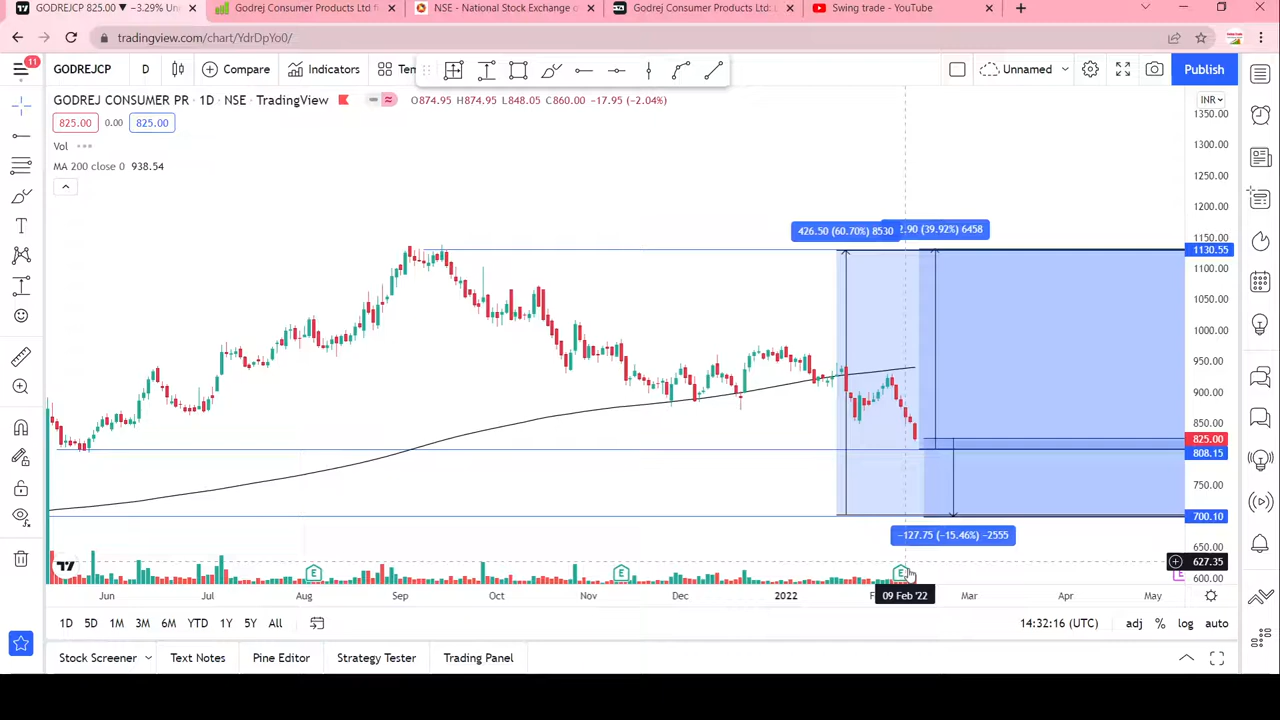 GODREJCP 825.00 ▼ −3.29% Un
Godrej Consumer Products Ltd fi
NSE - National Stock Exchange o
Godrej Consumer Products Ltd:
Swing trade - YouTube
tradingview.com/chart/YdrDpYo0/
11
GODREJCP
D
Compare
Indicators
Publish
Unnamed
GODREJ CONSUMER PR · 1D · NSE · TradingView
O874.95 H874.95 L848.05 C860.00 −17.95 (−2.04%)
INR
825.00 0.00 825.00
Vol
MA 200 close 0 938.54
1350.00
1300.00
1250.00
1200.00
1150.00
1130.55
1100.00
1050.00
1000.00
950.00
900.00
850.00
825.00
808.15
750.00
700.10
650.00
627.35
600.00
426.50 (60.70%) 8530
2.90 (39.92%) 6458
−127.75 (−15.46%) −2555
E
E
E
E
Jun Jul Aug Sep Oct Nov Dec 2022 F 09 Feb '22 Mar Apr May
1D 5D 1M 3M 6M YTD 1Y 5Y All
14:32:16 (UTC) adj % log auto
Stock Screener Text Notes Pine Editor Strategy Tester Trading Panel